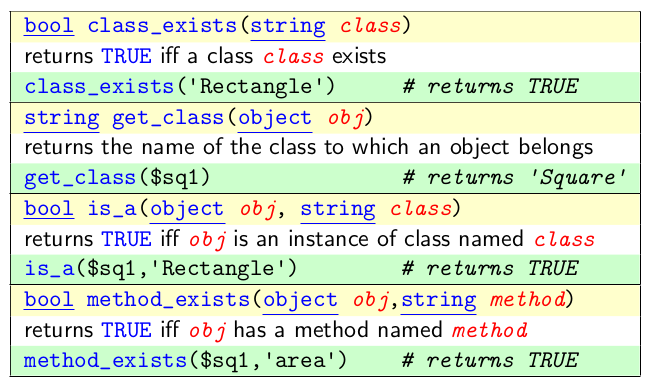 bool class_exists(string class)
returns TRUE iff a class class exists
class_exists('Rectangle') # returns TRUE
string get_class(object obj)
returns the name of the class to which an object belongs
get_class($sq1) # returns 'Square'
bool is_a(object obj, string class)
returns TRUE iff obj is an instance of class named class
is_a($sq1,'Rectangle') # returns TRUE
bool method_exists(object obj,string method)
returns TRUE iff obj has a method named method
method_exists($sq1,'area') # returns TRUE